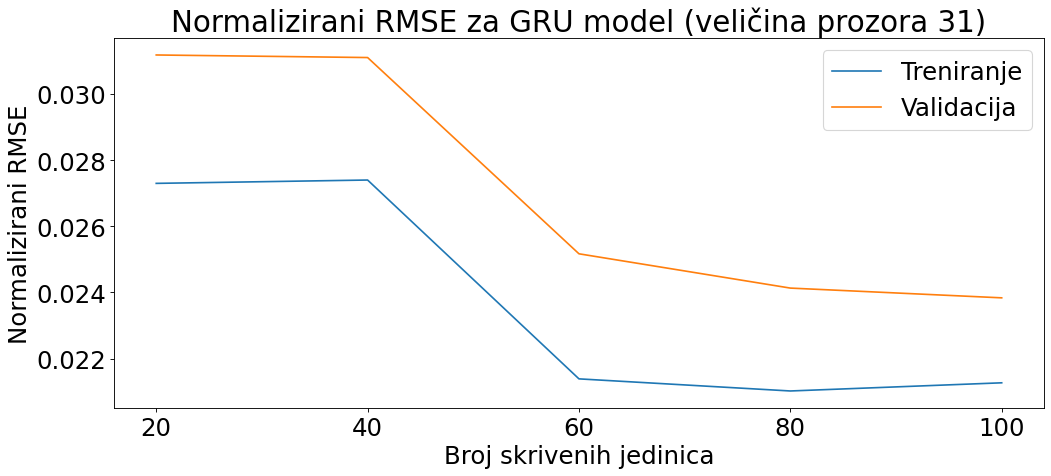 Normalizirani RMSE za GRU model (veličina prozora 31)
Treniranje
Validacija
Normalizirani RMSE
0.030
0.028
0.026
0.024
0.022
20 40 60 80 100
Broj skrivenih jedinica